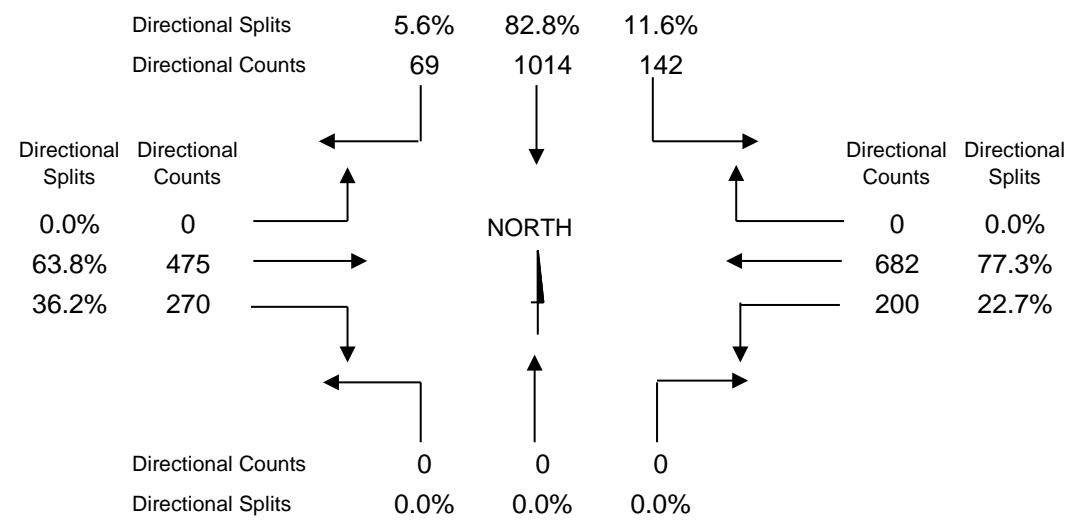 Directional Splits 5.6% 82.8% 11.6%
Directional Counts 69 1014 142
Directional Directional Directional Directional
Splits Counts Counts Splits
0.0% 0 NORTH 0 0.0%
63.8% 475 682 77.3%
36.2% 270 200 22.7%
Directional Counts 0 0 0
Directional Splits 0.0% 0.0% 0.0%